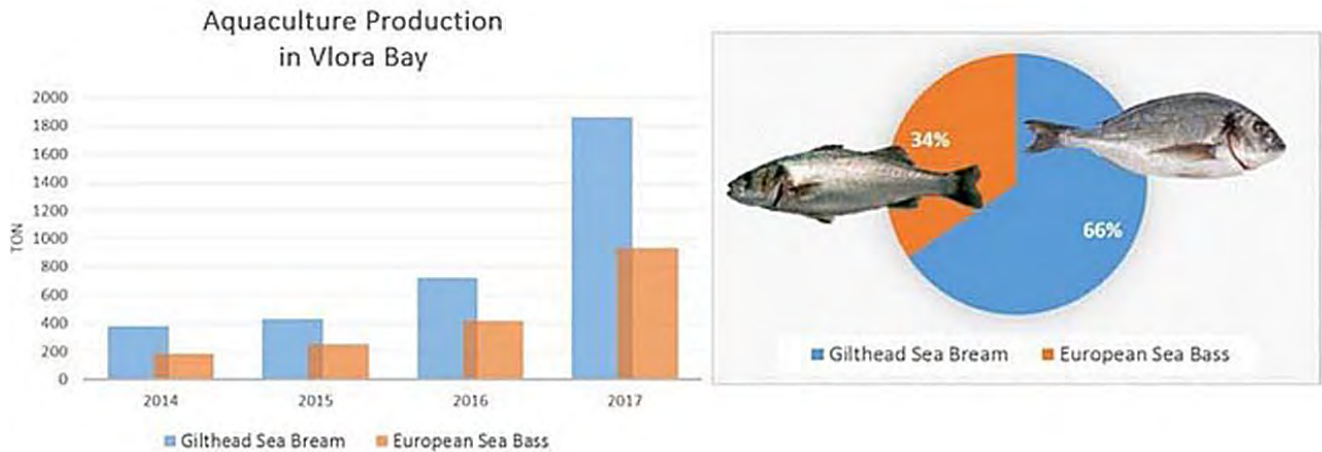 Aquaculture Production
in Vlora Bay
2000
1800
1600
1400
1200
1000
800
600
400
200
0
TON
2014 2015 2016 2017
Gilthead Sea Bream European Sea Bass
34%
66%
Gilthead Sea Bream European Sea Bass